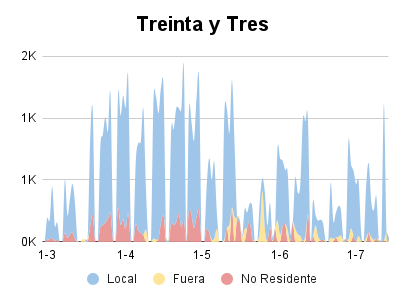 Treinta y Tres
2K
1K
1K
0K
1-3 1-4 1-5 1-6 1-7
Local Fuera No Residente